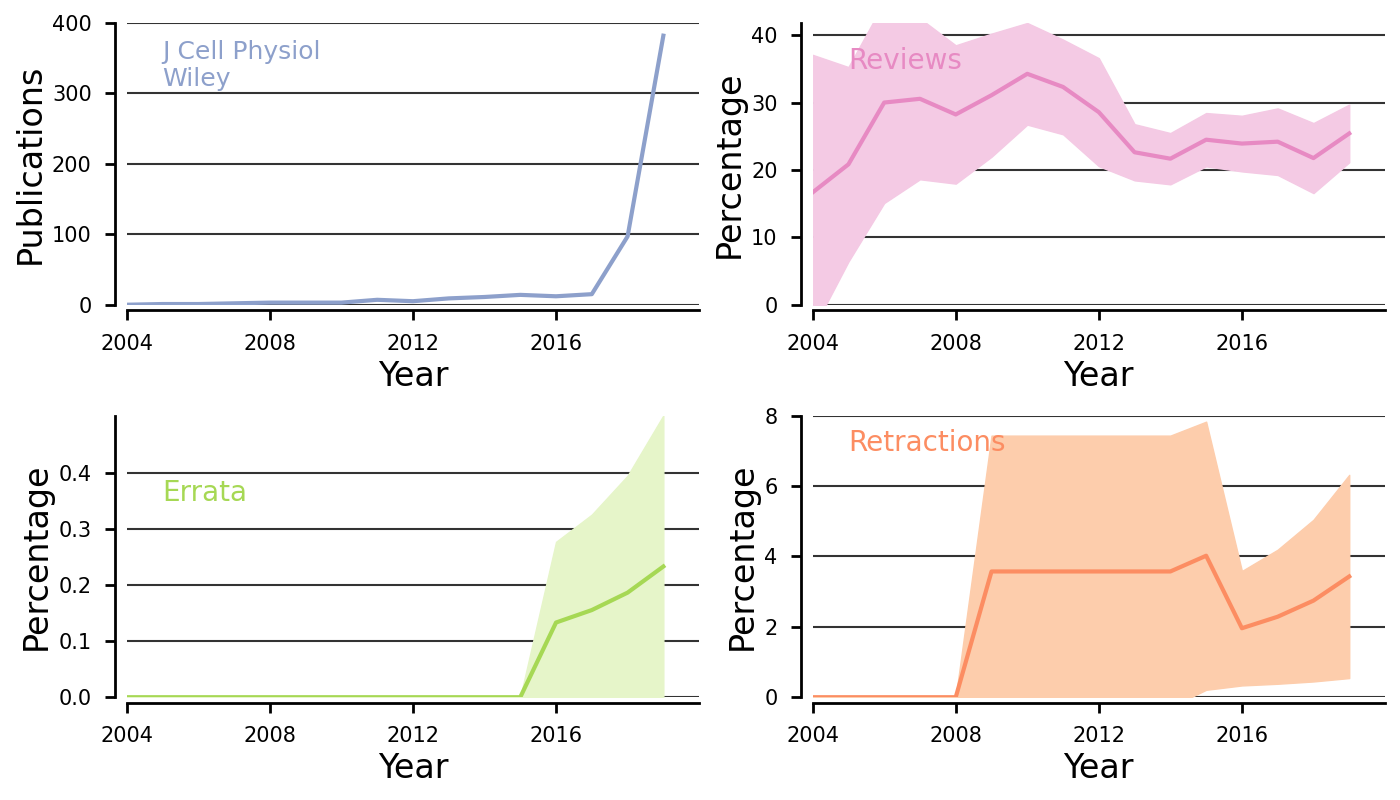 400
300
200
100
0
Publications
J Cell Physiol
Wiley
2004 2008 2012 2016
Year
40
30
20
10
0
Percentage
Reviews
2004 2008 2012 2016
Year
0.4
0.3
0.2
0.1
0.0
Percentage
Errata
2004 2008 2012 2016
Year
8
6
4
2
0
Percentage
Retractions
2004 2008 2012 2016
Year